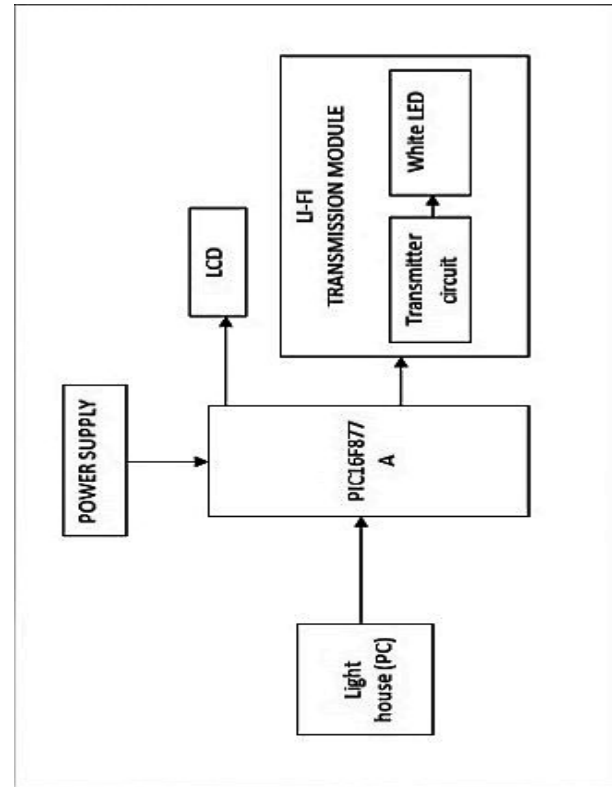 POWER SUPPLY
LCD
PIC16F877
A
Light
house (PC)
LI-FI
TRANSMISSION MODULE
Transmitter
circuit
White LED